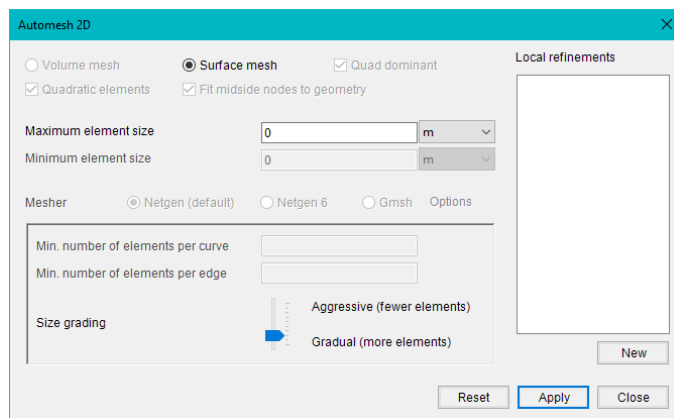 Automesh 2D
Volume mesh Surface mesh Quad dominant
Quadratic elements Fit midside nodes to geometry
Local refinements
Maximum element size 0 m
Minimum element size 0 m
Mesher Netgen (default) Netgen 6 Gmsh Options
Min. number of elements per curve
Min. number of elements per edge
Size grading
Aggressive (fewer elements)
Gradual (more elements)
New
Reset Apply Close